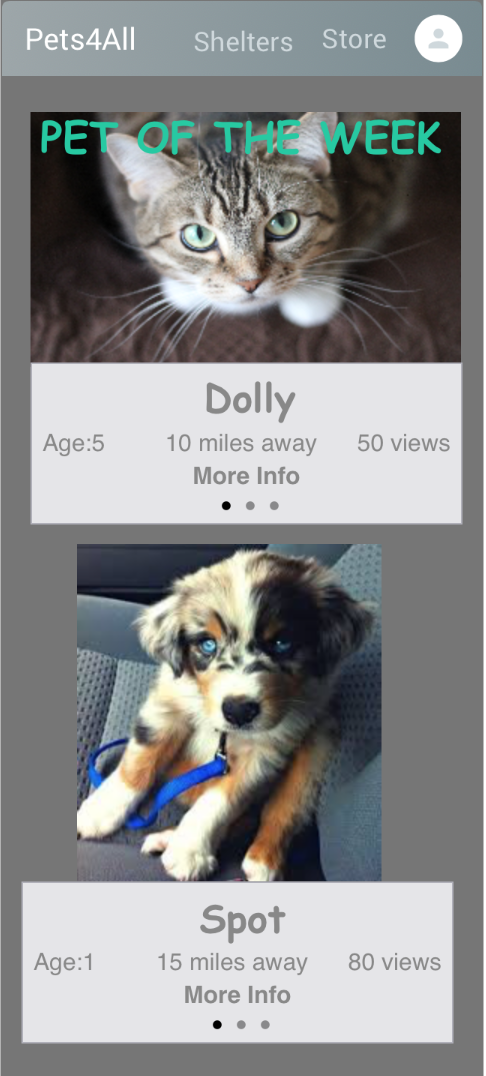 Pets4All Shelters Store
PET OF THE WEEK
Dolly
Age:5 10 miles away 50 views
More Info
Spot
Age:1 15 miles away 80 views
More Info